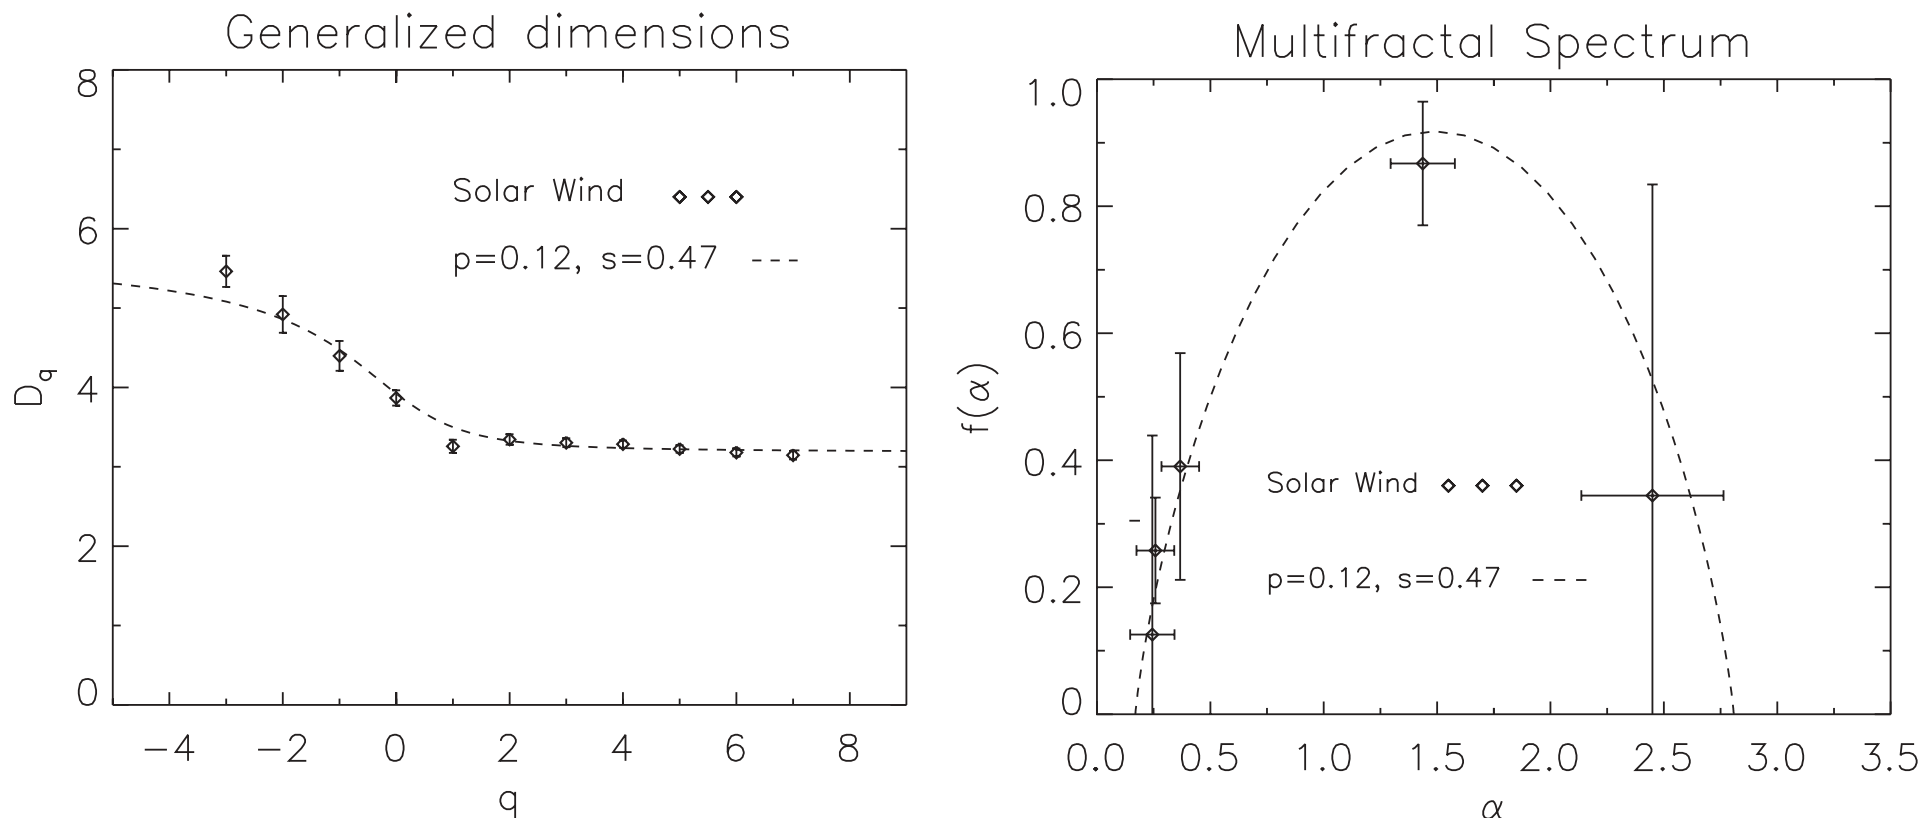 Generalized dimensions
8
6
4
2
0
D_q
Solar Wind
p=0.12, s=0.47
−4 −2 0 2 4 6 8
q
Multifractal Spectrum
1.0
0.8
0.6
0.4
0.2
0
f(α)
Solar Wind
p=0.12, s=0.47
0.0 0.5 1.0 1.5 2.0 2.5 3.0 3.5
α